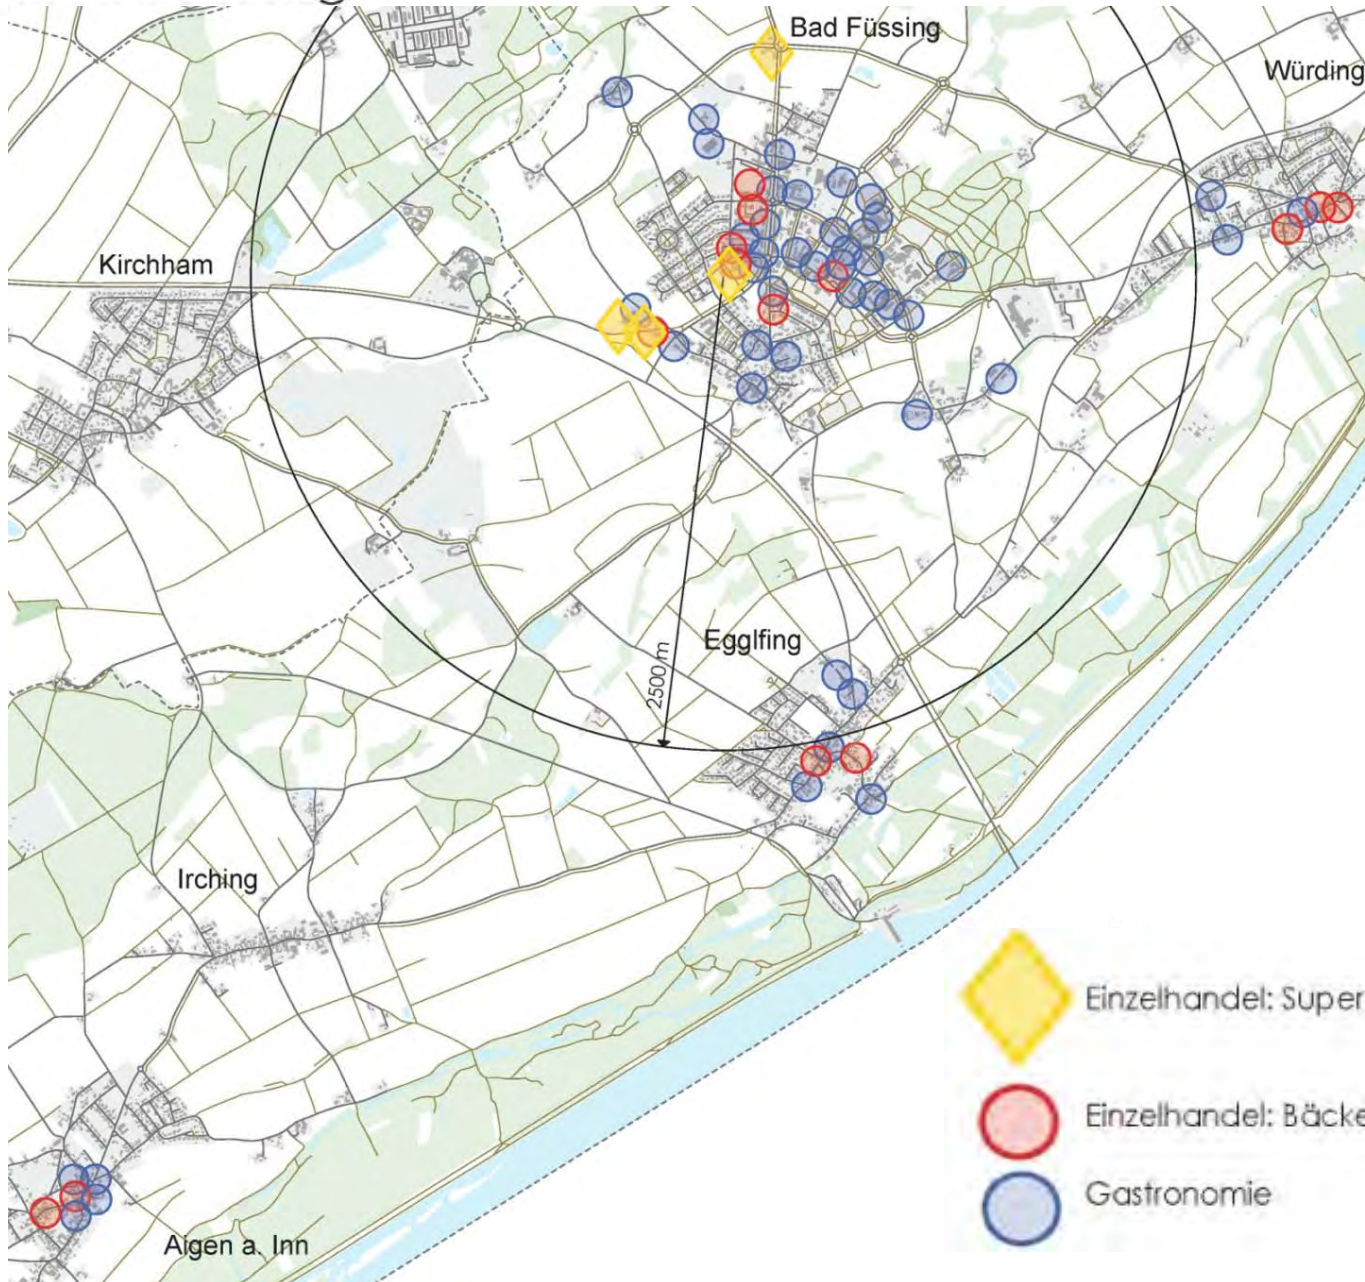 Bad Füssing
Würding
Kirchham
Egglfing
2500 m
Irching
Einzelhandel: Super
Einzelhandel: Bäcke
Gastronomie
Aigen a. Inn